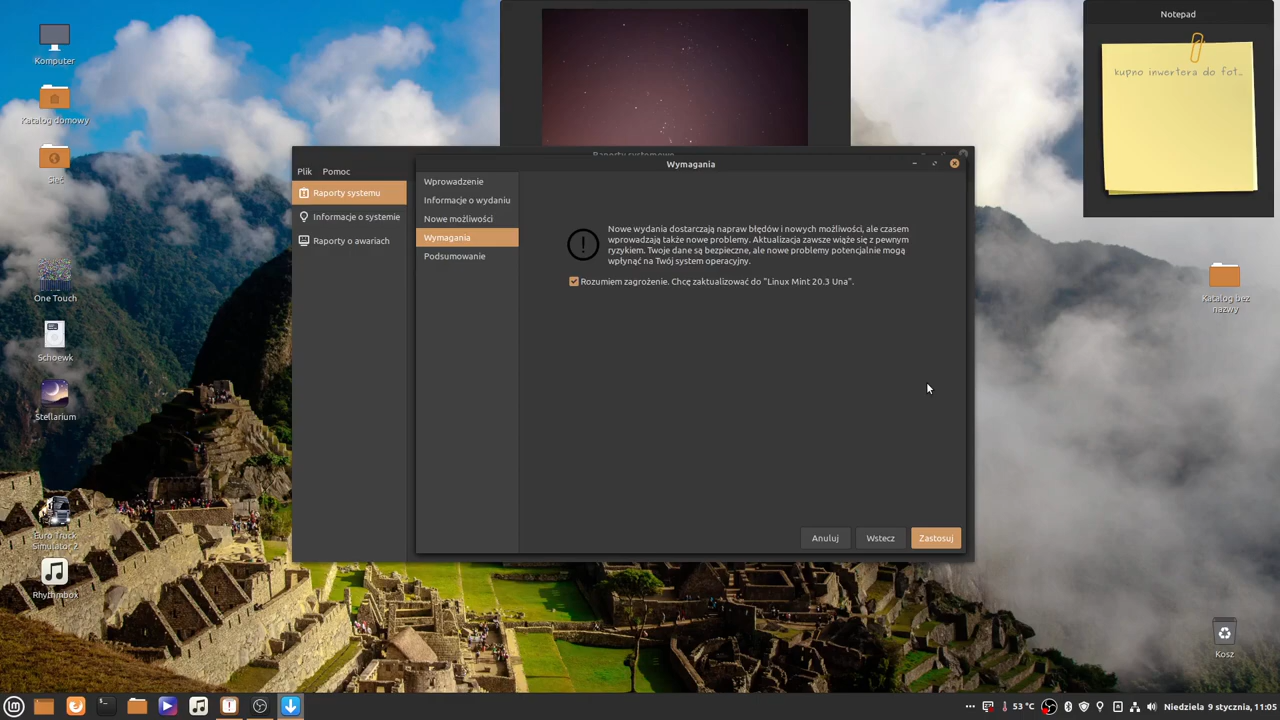 Komputer
Katalog domowy
Sieć
One Touch
Schoewk
Stellarium
Euro Truck
Simulator 2
Rhythmbox
Notepad
kupno inwertera do fot...
Katalog bez
nazwy
Kosz
Raporty systemowe
Plik Pomoc
Raporty systemu
Informacje o systemie
Raporty o awariach
Wymagania
Wprowadzenie
Informacje o wydaniu
Nowe możliwości
Wymagania
Podsumowanie
Nowe wydania dostarczają napraw błędów i nowych możliwości, ale czasem
wprowadzają także nowe problemy. Aktualizacja zawsze wiąże się z pewnym
ryzykiem. Twoje dane są bezpieczne, ale nowe problemy potencjalnie mogą
wpłynąć na Twój system operacyjny.
Rozumiem zagrożenie. Chcę zaktualizować do "Linux Mint 20.3 Una".
Anuluj Wstecz Zastosuj
53 °C Niedziela 9 stycznia, 11:05